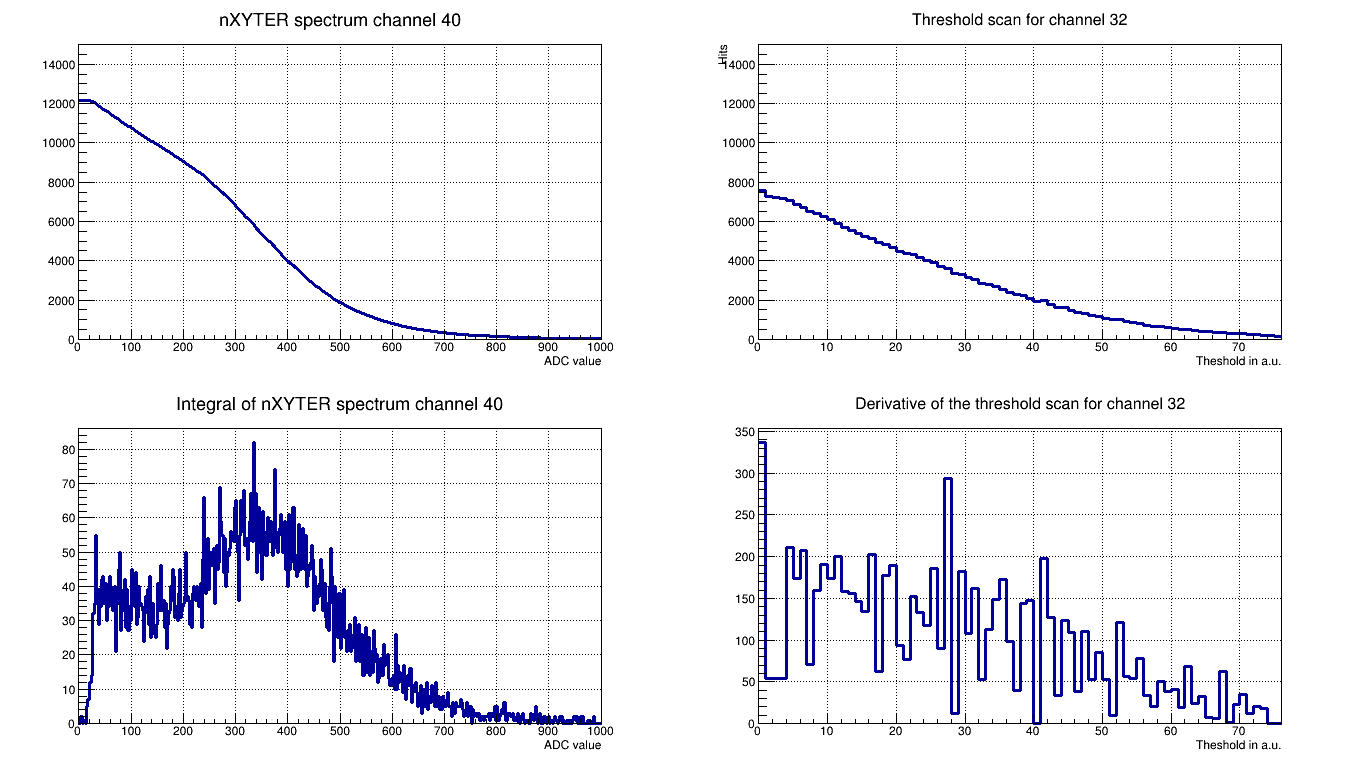 nXYTER spectrum channel 40
14000
12000
10000
8000
6000
4000
2000
0
0 100 200 300 400 500 600 700 800 900 1000
ADC value
Threshold scan for channel 32
Hits
14000
12000
10000
8000
6000
4000
2000
0
0 10 20 30 40 50 60 70
Theshold in a.u.
Integral of nXYTER spectrum channel 40
80
70
60
50
40
30
20
10
0
0 100 200 300 400 500 600 700 800 900 1000
ADC value
Derivative of the threshold scan for channel 32
350
300
250
200
150
100
50
0
0 10 20 30 40 50 60 70
Theshold in a.u.